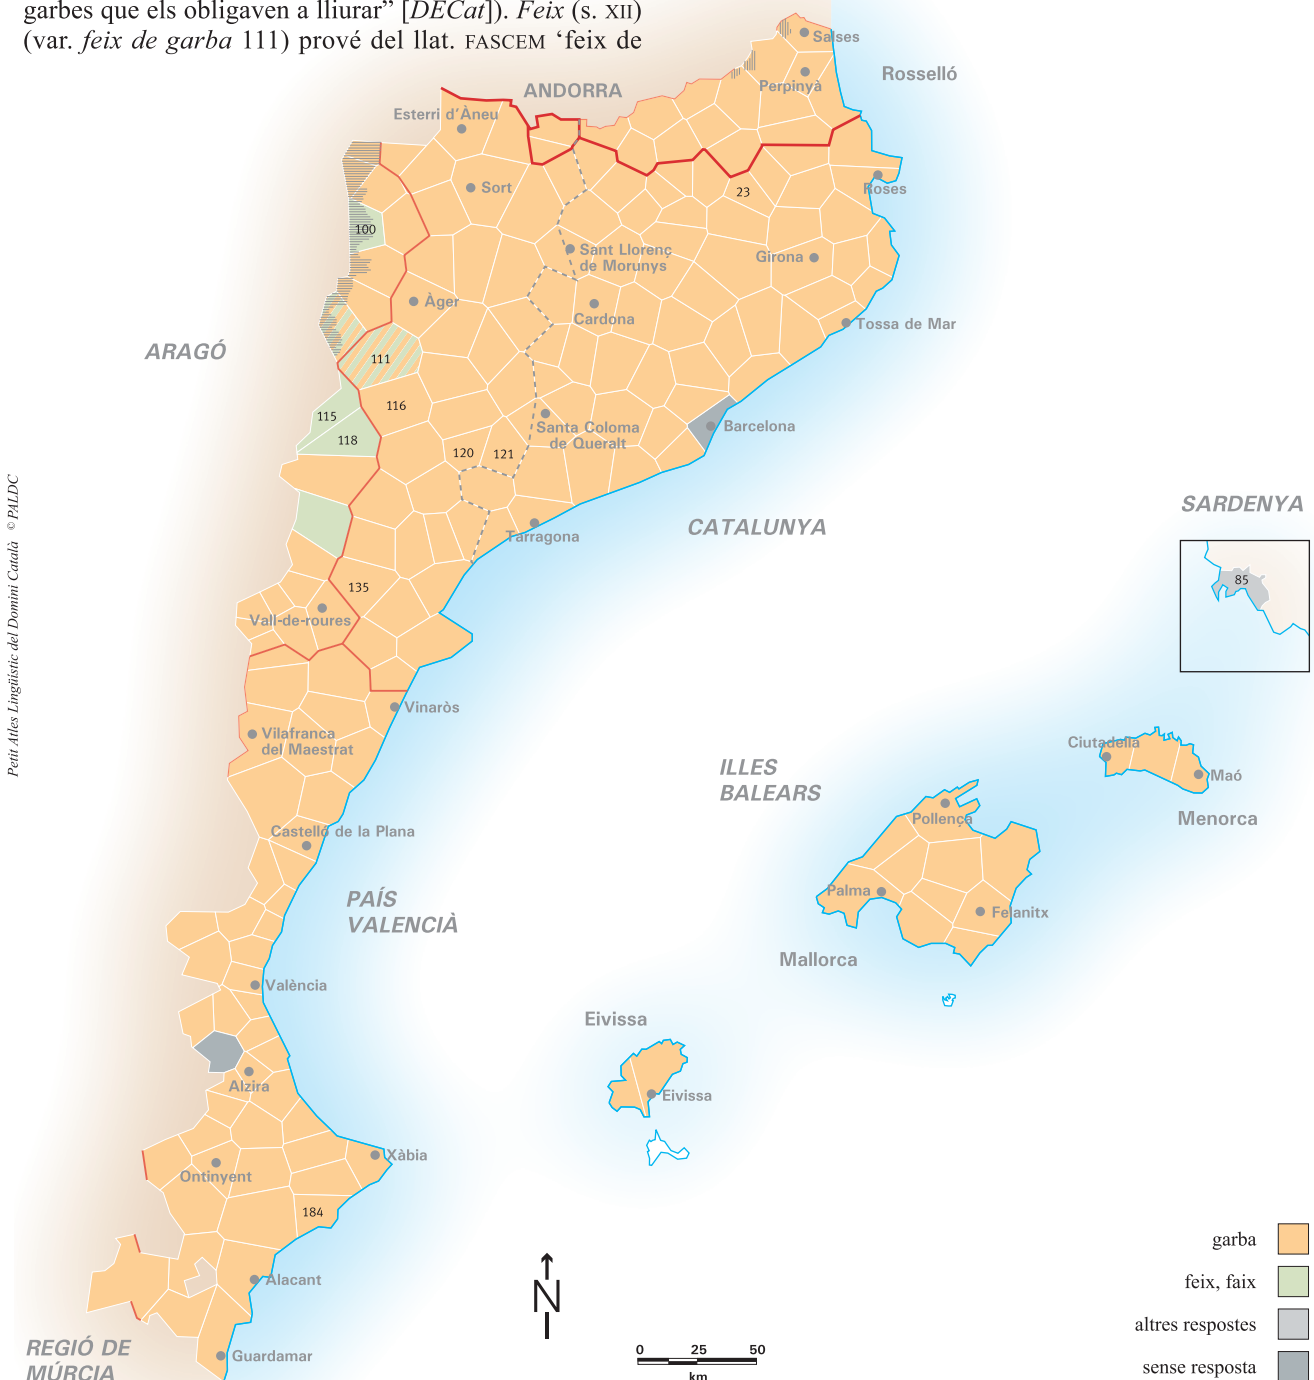 garbes que els obligaven a lliurar” [DECat]). Feix (s. XII)
(var. feix de garba 111) prové del llat. FASCEM ‘feix de
Salses
Rosselló
Perpinyà
ANDORRA
Esterri d’Àneu
Sort
23
Roses
100
Sant Llorenç
de Morunys
Girona
Àger
Cardona
Tossa de Mar
ARAGÓ
111
116
115
118
Santa Coloma
de Queralt
Barcelona
120
121
Tarragona
CATALUNYA
SARDENYA
85
135
Vall-de-roures
Petit Atles Lingüístic del Domini Català © PALDC
Vinaròs
Vilafranca
del Maestrat
ILLES
BALEARS
Ciutadella
Maó
Menorca
Pollença
Castelló de la Plana
Palma
Felanitx
PAÍS
VALENCIÀ
Mallorca
València
Eivissa
Alzira
Eivissa
Xàbia
Ontinyent
184
Alacant
N
garba
feix, faix
altres respostes
sense resposta
REGIÓ DE
MÚRCIA
Guardamar
0 25 50
km